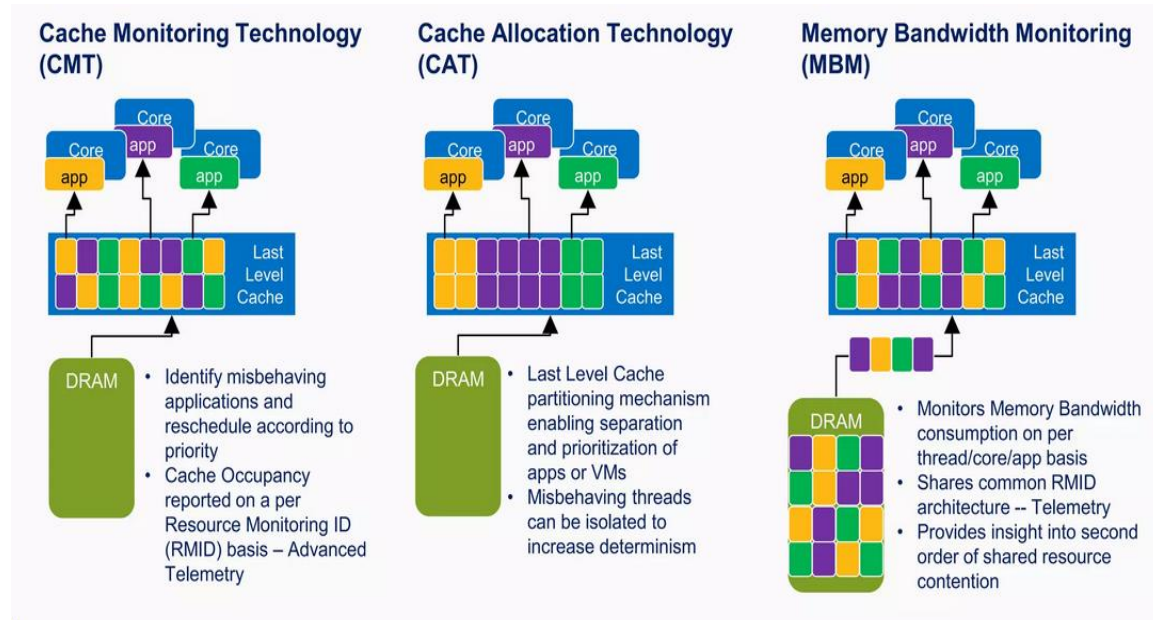 Cache Monitoring Technology
(CMT)
Core
app
Core
app
Core
app
Last
Level
Cache
DRAM
• Identify misbehaving
applications and
reschedule according to
priority
• Cache Occupancy
reported on a per
Resource Monitoring ID
(RMID) basis – Advanced
Telemetry
Cache Allocation Technology
(CAT)
Core
app
Core
app
Core
app
Last
Level
Cache
DRAM
• Last Level Cache
partitioning mechanism
enabling separation
and prioritization of
apps or VMs
• Misbehaving threads
can be isolated to
increase determinism
Memory Bandwidth Monitoring
(MBM)
Core
app
Core
app
Core
app
Last
Level
Cache
DRAM
• Monitors Memory Bandwidth
consumption on per
thread/core/app basis
• Shares common RMID
architecture -- Telemetry
• Provides insight into second
order of shared resource
contention